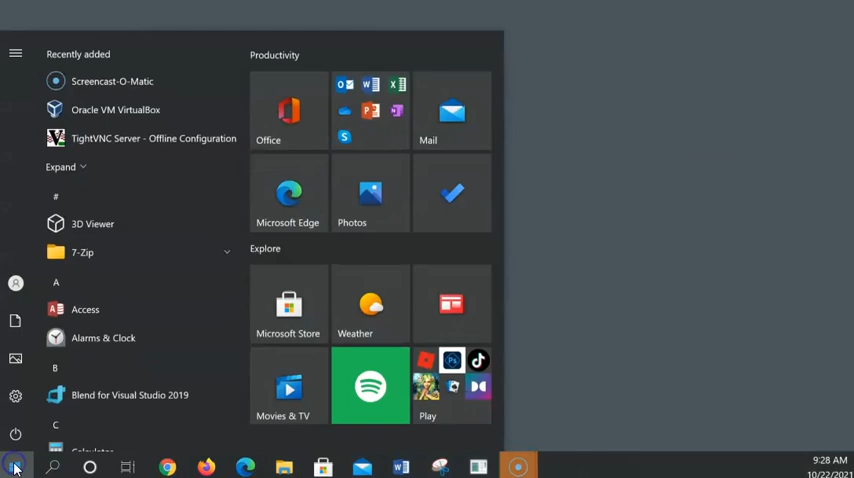 Recently added
Screencast-O-Matic
Oracle VM VirtualBox
TightVNC Server - Offline Configuration
Expand
#
3D Viewer
7-Zip
A
Access
Alarms & Clock
B
Blend for Visual Studio 2019
C
Calculator
Productivity
Office
Mail
Microsoft Edge
Photos
Explore
Microsoft Store
Weather
Movies & TV
Play
9:28 AM
10/22/2021